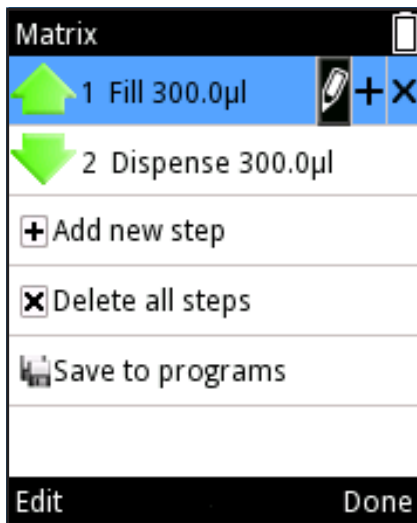 Matrix
1 Fill 300.0µl
2 Dispense 300.0µl
Add new step
Delete all steps
Save to programs
Edit Done